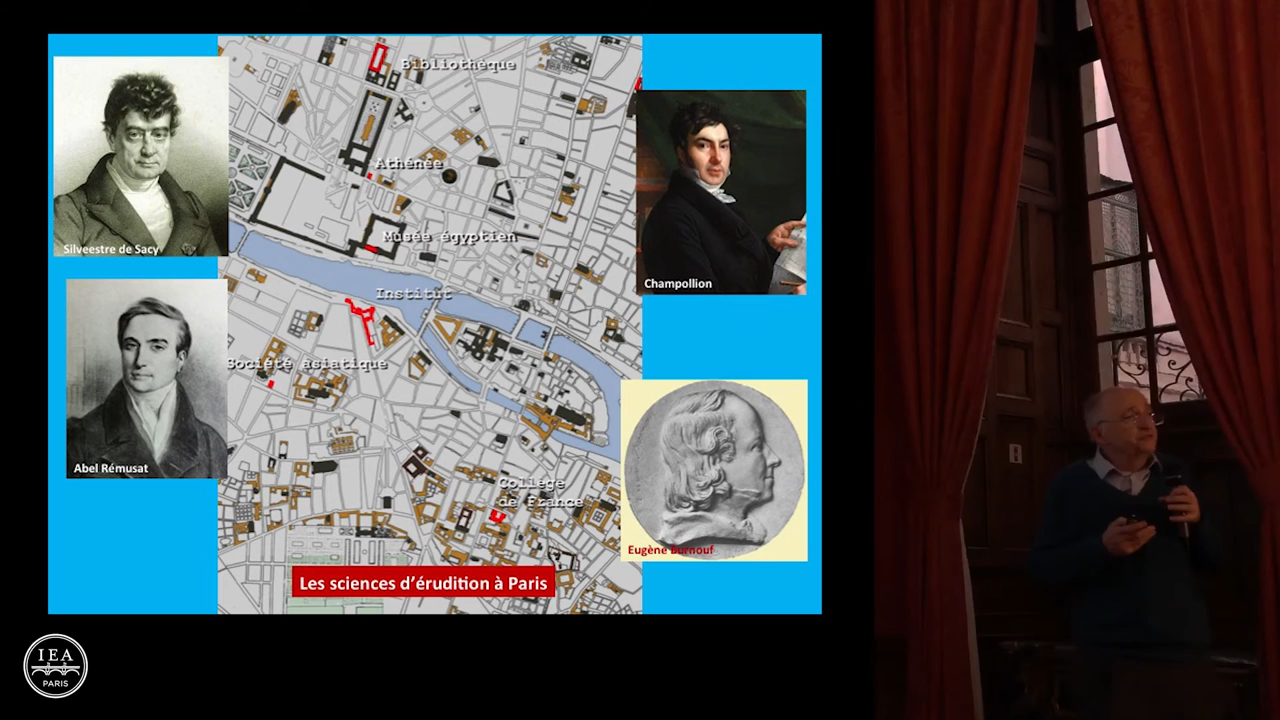 Bibliothèque
Athénée
Musée égyptien
Institut
Société asiatique
Collège
de France
Silveestre de Sacy
Abel Rémusat
Champollion
Eugène Burnouf
Les sciences d'érudition à Paris
IEA
PARIS